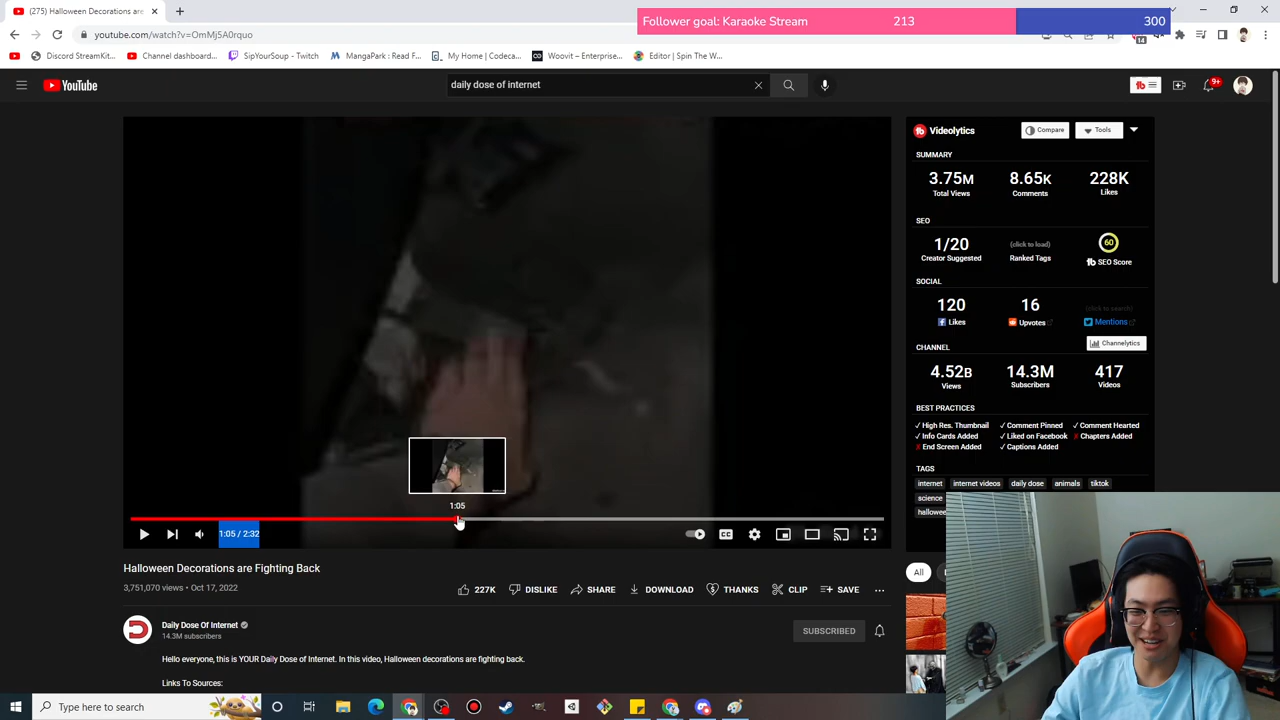 (275) Halloween Decorations are
Follower goal: Karaoke Stream 213 300
youtube.com/watch?v=OmMj5A0rquo
14
Discord StreamKit...
Channel dashboard...
SipYourSoup - Twitch
MangaPark : Read F...
My Home | Codeca...
Woovit – Enterprise...
Editor | Spin The W...
YouTube
daily dose of internet
9+
Videolytics
Compare
Tools
SUMMARY
3.75M 8.65K 228K
Total Views Comments Likes
SEO
1/20 (click to load) 60
Creator Suggested Ranked Tags SEO Score
SOCIAL
120 16 (click to search)
Likes Upvotes Mentions
CHANNEL Channelytics
4.52B 14.3M 417
Views Subscribers Videos
BEST PRACTICES
✓ High Res. Thumbnail ✓ Comment Pinned ✓ Comment Hearted
✓ Info Cards Added ✓ Liked on Facebook Chapters Added
End Screen Added ✓ Captions Added
TAGS
internet internet videos daily dose animals tiktok
science
hallowe
1:05
1:05 / 2:32
CC
All
Halloween Decorations are Fighting Back
3,751,070 views • Oct 17, 2022
227K DISLIKE SHARE DOWNLOAD THANKS CLIP SAVE ...
Daily Dose Of Internet
14.3M subscribers
SUBSCRIBED
Hello everyone, this is YOUR Daily Dose of Internet. In this video, Halloween decorations are fighting back.
Links To Sources:
Type here to search